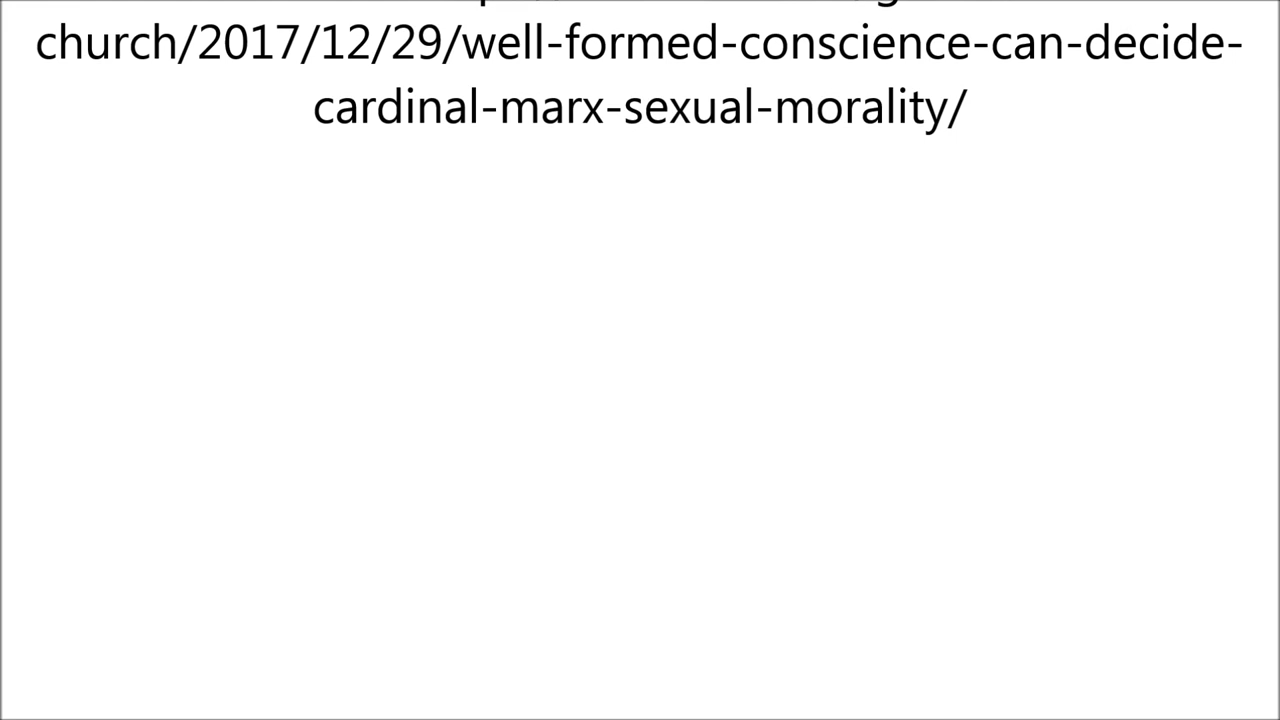 church/2017/12/29/well-formed-conscience-can-decide-
cardinal-marx-sexual-morality/